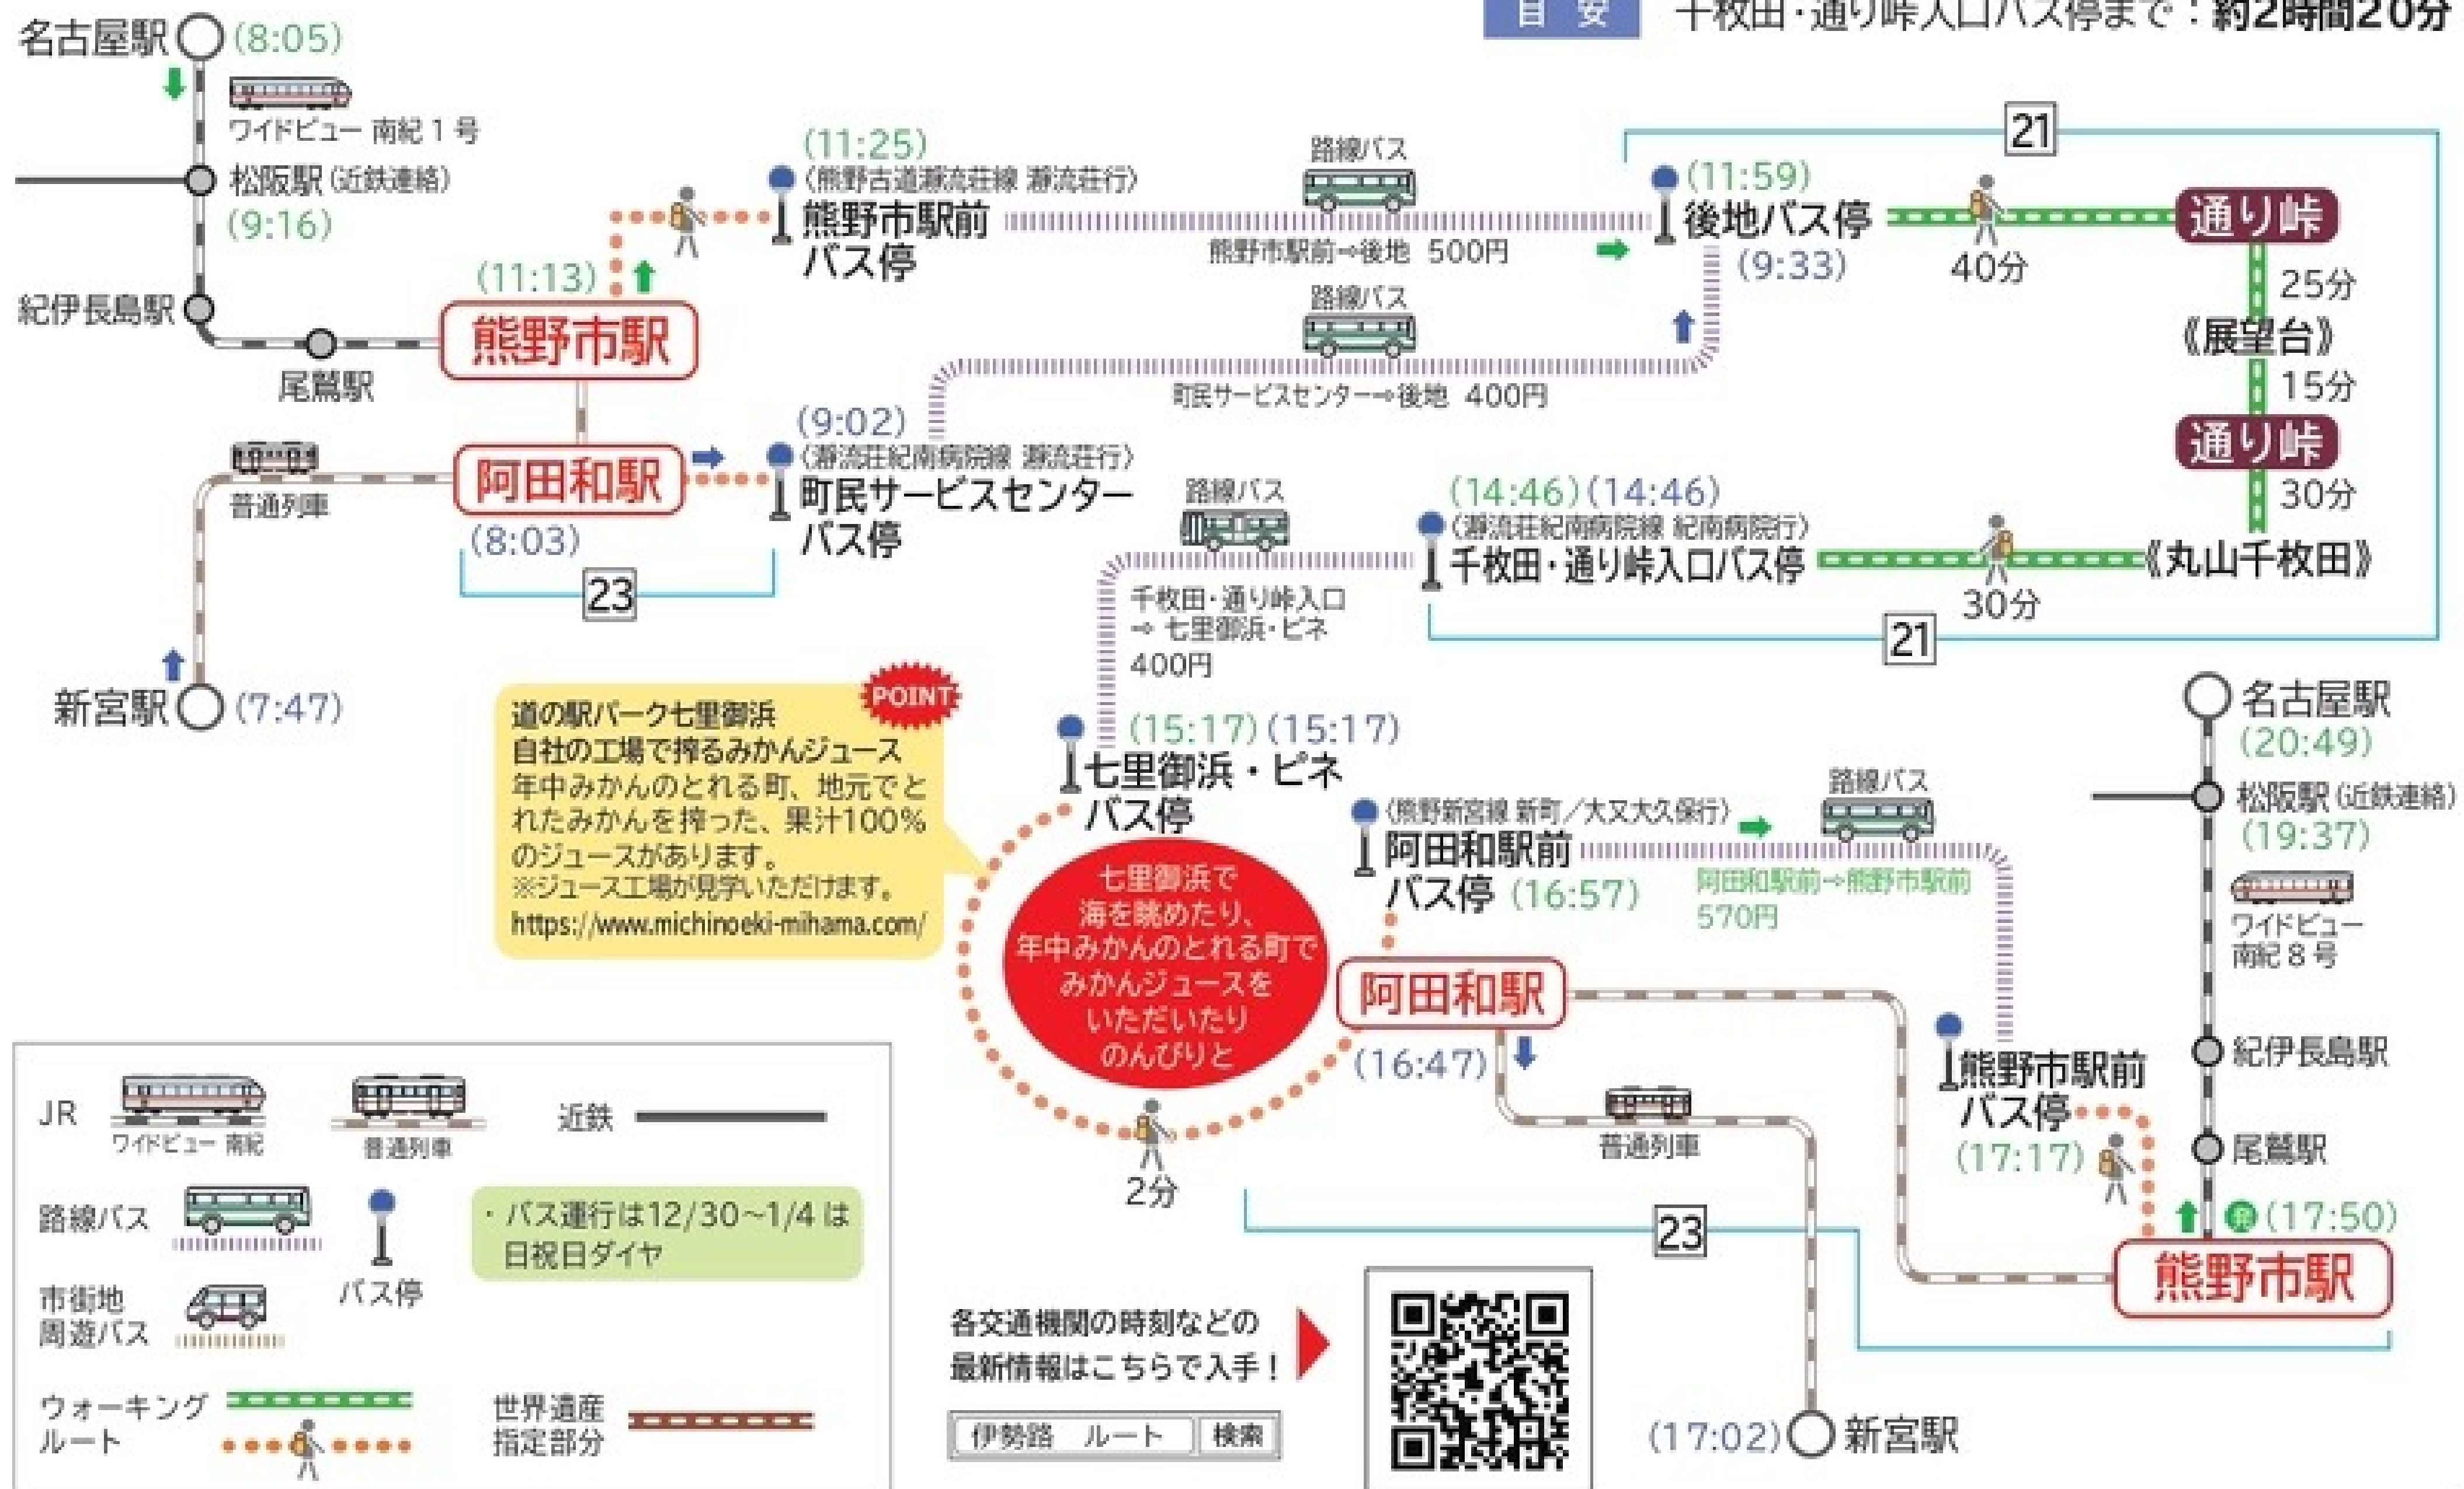 目安
千枚田・通り峠入口バス停まで：約2時間20分
名古屋駅 (8:05)
ワイドビュー 南紀 1 号
松阪駅 (近鉄連絡)
(9:16)
紀伊長島駅
尾鷲駅
(11:13)
熊野市駅
(11:25)
〈熊野古道瀞流荘線 瀞流荘行〉
熊野市駅前
バス停
路線バス
熊野市駅前⇨後地 500円
21
(11:59)
後地バス停
(9:33)
40分
通り峠
25分
《展望台》
15分
通り峠
30分
《丸山千枚田》
30分
21
路線バス
町民サービスセンター⇨後地 400円
阿田和駅
(8:03)
普通列車
新宮駅 (7:47)
23
(9:02)
〈瀞流荘紀南病院線 瀞流荘行〉
町民サービスセンター
バス停
(14:46) (14:46)
〈瀞流荘紀南病院線 紀南病院行〉
千枚田・通り峠入口バス停
路線バス
千枚田・通り峠入口
⇨ 七里御浜・ピネ
400円
(15:17) (15:17)
七里御浜・ピネ
バス停
POINT
道の駅パーク七里御浜
自社の工場で搾るみかんジュース
年中みかんのとれる町、地元でと
れたみかんを搾った、果汁100%
のジュースがあります。
※ジュース工場が見学いただけます。
https://www.michinoeki-mihama.com/
七里御浜で
海を眺めたり、
年中みかんのとれる町で
みかんジュースを
いただいたり
のんびりと
2分
〈熊野新宮線 新町／大又大久保行〉
阿田和駅前
バス停 (16:57)
路線バス
阿田和駅前⇨熊野市駅前
570円
阿田和駅
(16:47)
普通列車
(17:02) 新宮駅
23
熊野市駅前
バス停
(17:17)
名古屋駅
(20:49)
松阪駅 (近鉄連絡)
(19:37)
ワイドビュー
南紀 8 号
紀伊長島駅
尾鷲駅
発 (17:50)
熊野市駅
JR
ワイドビュー 南紀
普通列車
近鉄
路線バス
バス停
・バス運行は12/30～1/4 は
日祝日ダイヤ
市街地
周遊バス
ウォーキング
ルート
世界遺産
指定部分
各交通機関の時刻などの
最新情報はこちらで入手！
伊勢路 ルート 検索